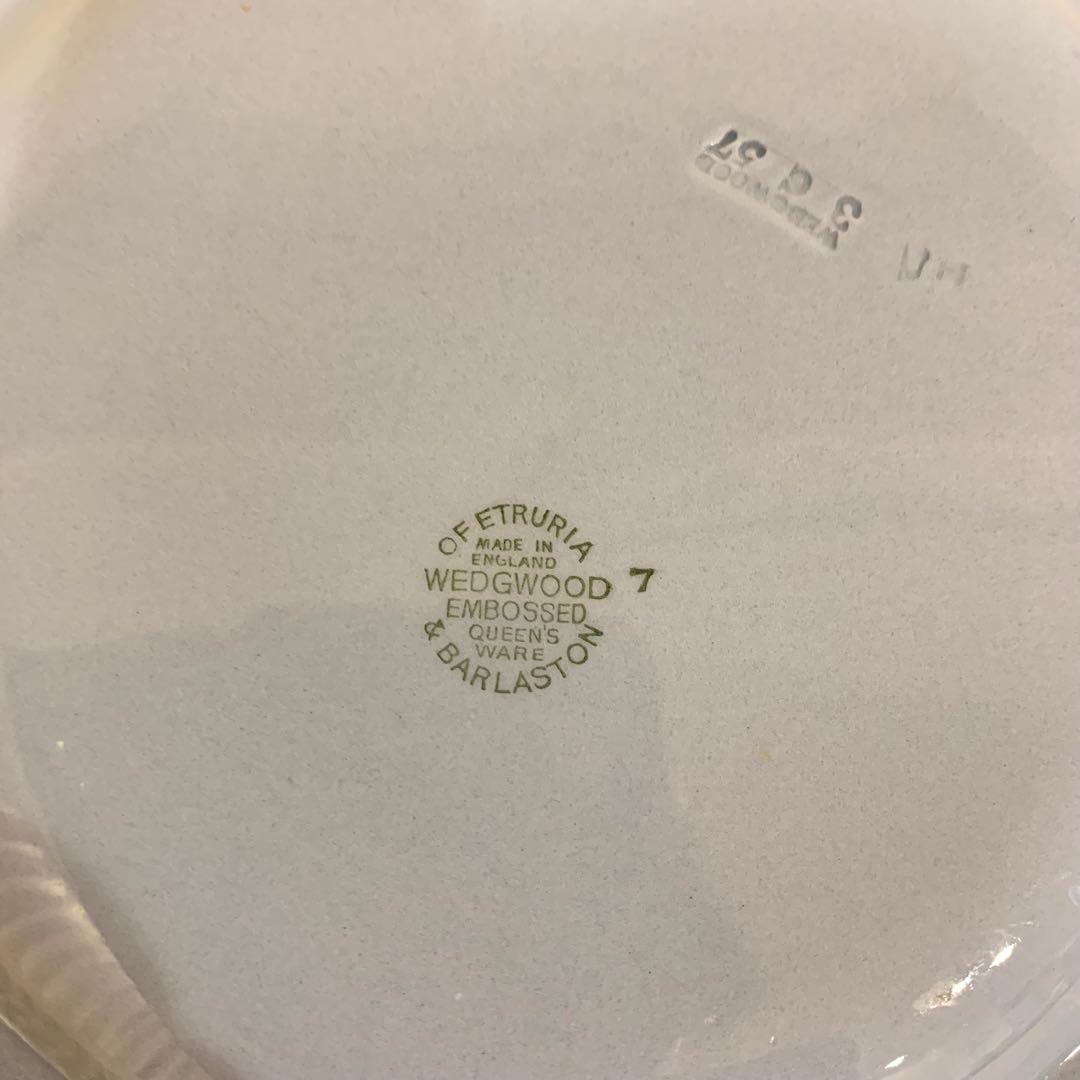 WEDGWOOD
3 G 57
OF ETRURIA
MADE IN
ENGLAND
WEDGWOOD 7
EMBOSSED
QUEEN'S
WARE
& BARLASTON